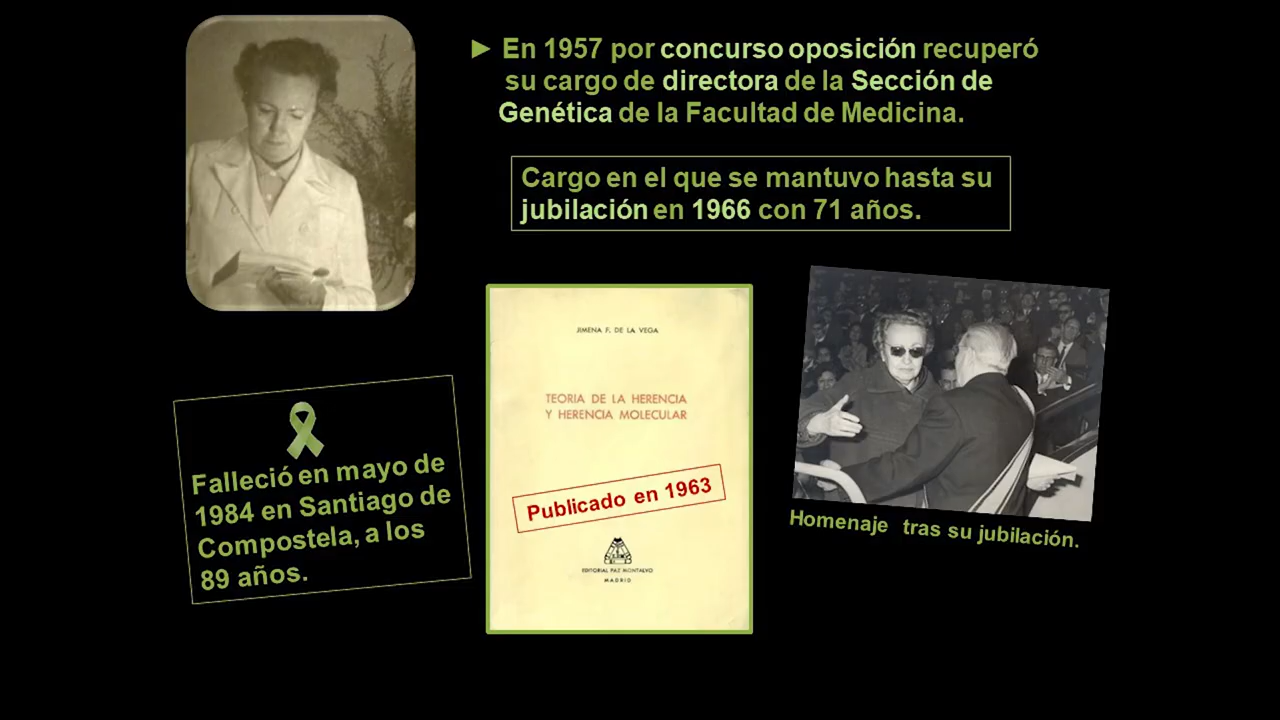 ► En 1957 por concurso oposición recuperó
su cargo de directora de la Sección de
Genética de la Facultad de Medicina.
Cargo en el que se mantuvo hasta su
jubilación en 1966 con 71 años.
JIMENA F. DE LA VEGA
TEORIA DE LA HERENCIA
Y HERENCIA MOLECULAR
Publicado en 1963
EDITORIAL PAZ MONTALVO
MADRID
Homenaje tras su jubilación.
Falleció en mayo de
1984 en Santiago de
Compostela, a los
89 años.